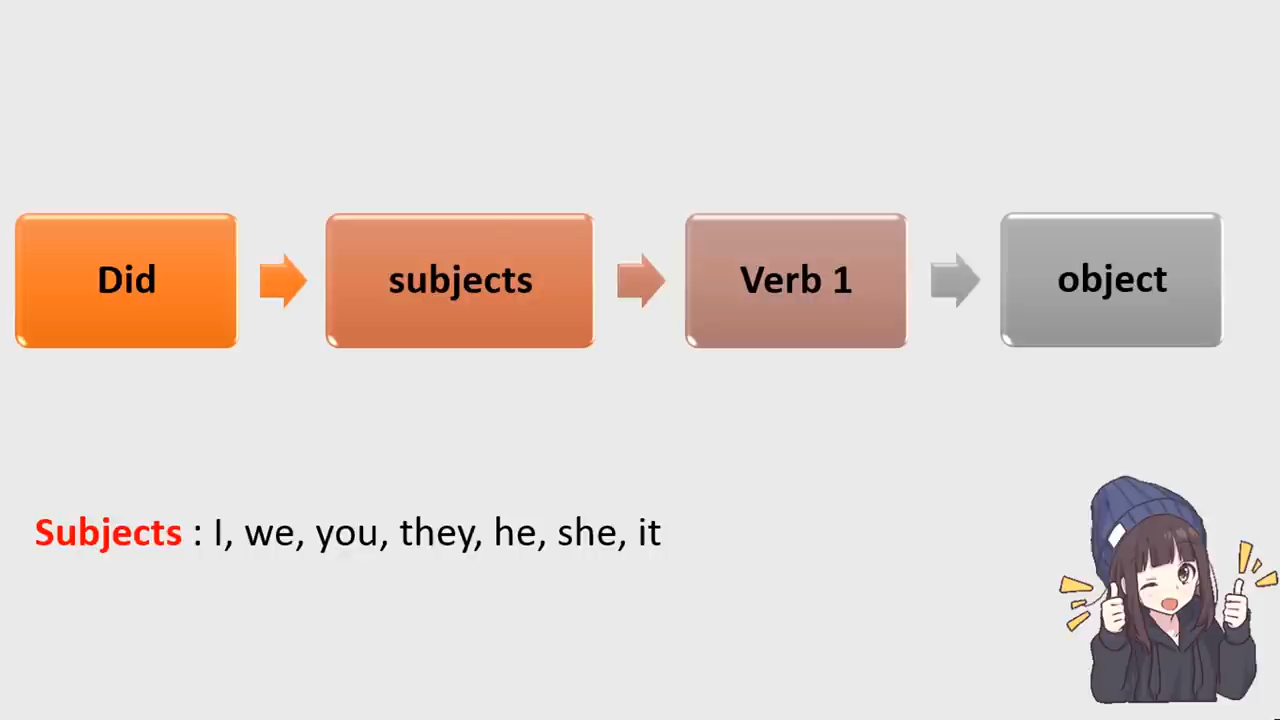 Did
subjects
Verb 1
object
Subjects : I, we, you, they, he, she, it